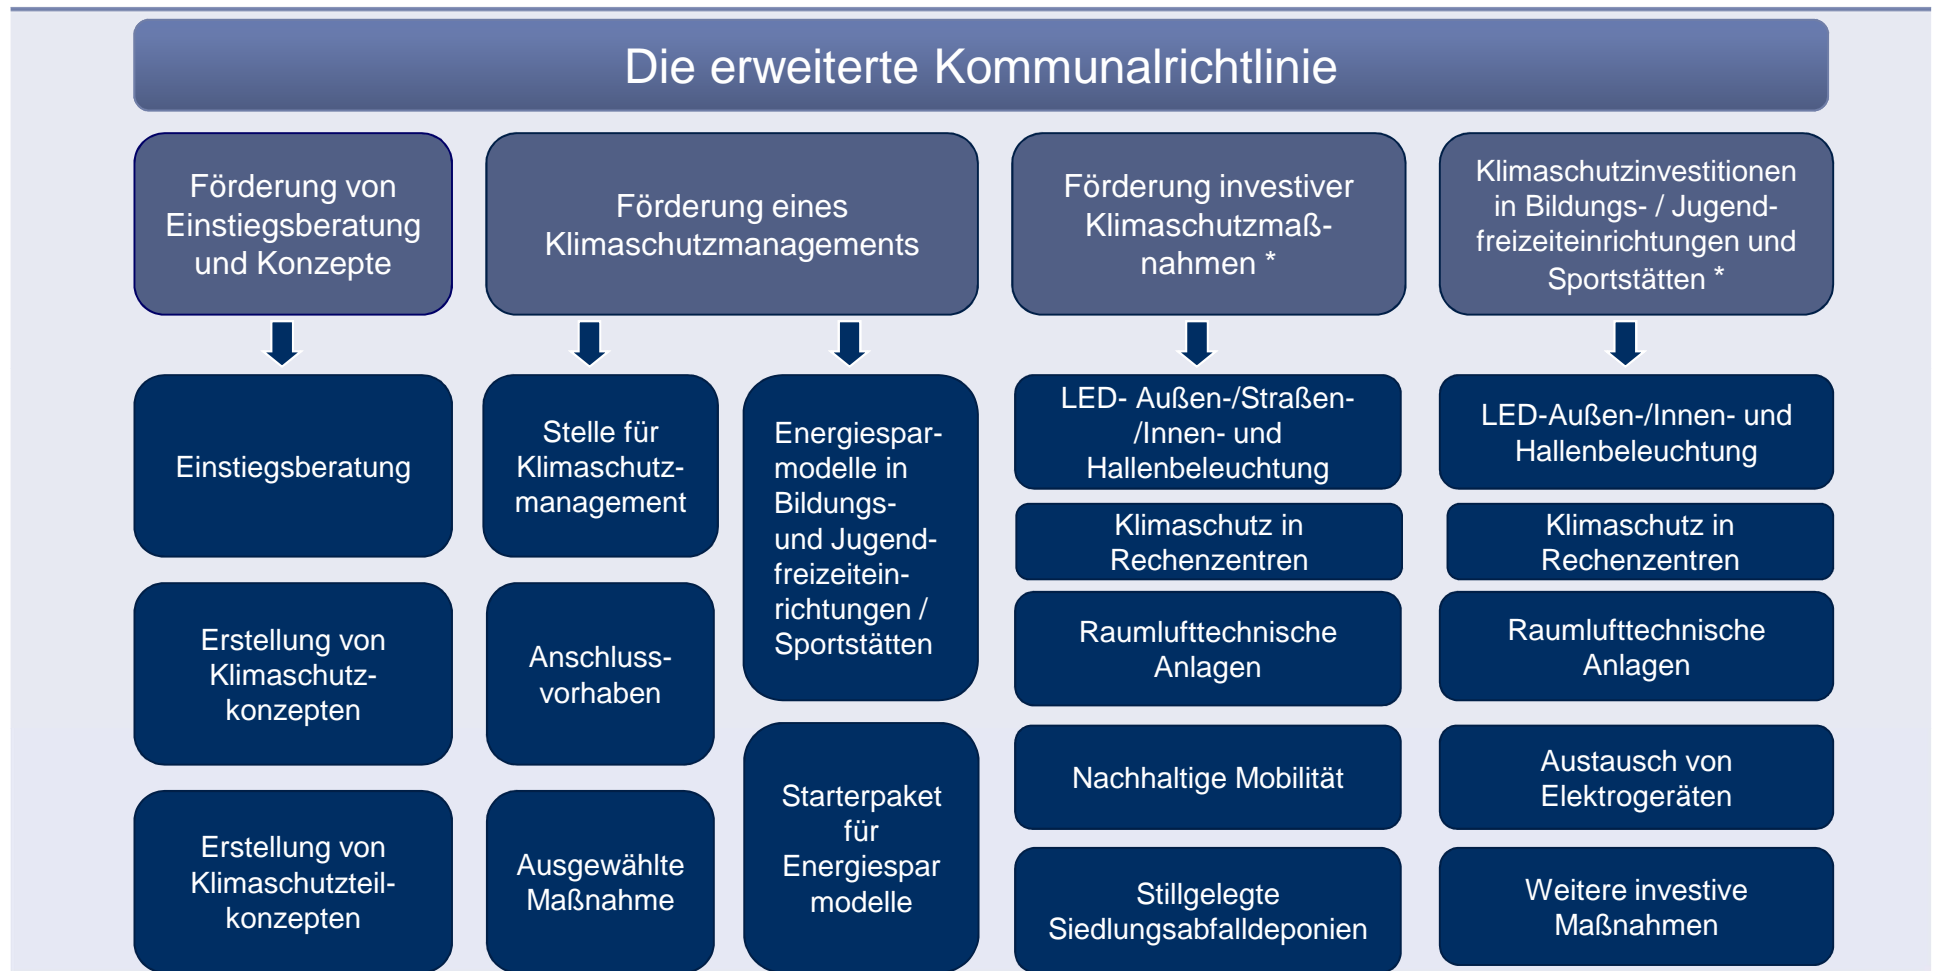 Die erweiterte Kommunalrichtlinie
Förderung von
Einstiegsberatung
und Konzepte
Förderung eines
Klimaschutzmanagements
Förderung investiver
Klimaschutzmaß-
nahmen *
Klimaschutzinvestitionen
in Bildungs- / Jugend-
freizeiteinrichtungen und
Sportstätten *
Einstiegsberatung
Erstellung von
Klimaschutz-
konzepten
Erstellung von
Klimaschutzteil-
konzepten
Stelle für
Klimaschutz-
management
Anschluss-
vorhaben
Ausgewählte
Maßnahme
Energiespar-
modelle in
Bildungs-
und Jugend-
freizeitein-
richtungen /
Sportstätten
Starterpaket
für
Energiespar
modelle
LED- Außen-/Straßen-
/Innen- und
Hallenbeleuchtung
Klimaschutz in
Rechenzentren
Raumlufttechnische
Anlagen
Nachhaltige Mobilität
Stillgelegte
Siedlungsabfalldeponien
LED-Außen-/Innen- und
Hallenbeleuchtung
Klimaschutz in
Rechenzentren
Raumlufttechnische
Anlagen
Austausch von
Elektrogeräten
Weitere investive
Maßnahmen